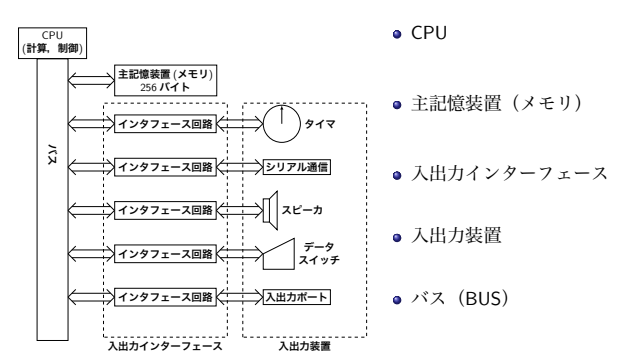 CPU
(計算，制御)
主記憶装置 (メモリ)
256 バイト
インタフェース回路
タイマ
インタフェース回路
シリアル通信
バス
インタフェース回路
スピーカ
インタフェース回路
データ
スイッチ
インタフェース回路
入出力ポート
入出力インターフェース
入出力装置
CPU
主記憶装置（メモリ）
入出力インターフェース
入出力装置
バス（BUS）